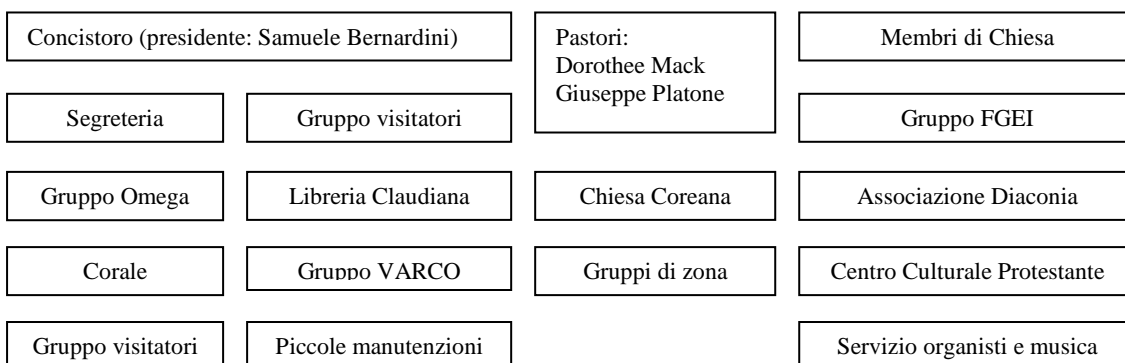 Concistoro (presidente: Samuele Bernardini)
Pastori:
Dorothee Mack
Giuseppe Platone
Membri di Chiesa
Segreteria
Gruppo visitatori
Gruppo FGEI
Gruppo Omega
Libreria Claudiana
Chiesa Coreana
Associazione Diaconia
Corale
Gruppo VARCO
Gruppi di zona
Centro Culturale Protestante
Gruppo visitatori
Piccole manutenzioni
Servizio organisti e musica